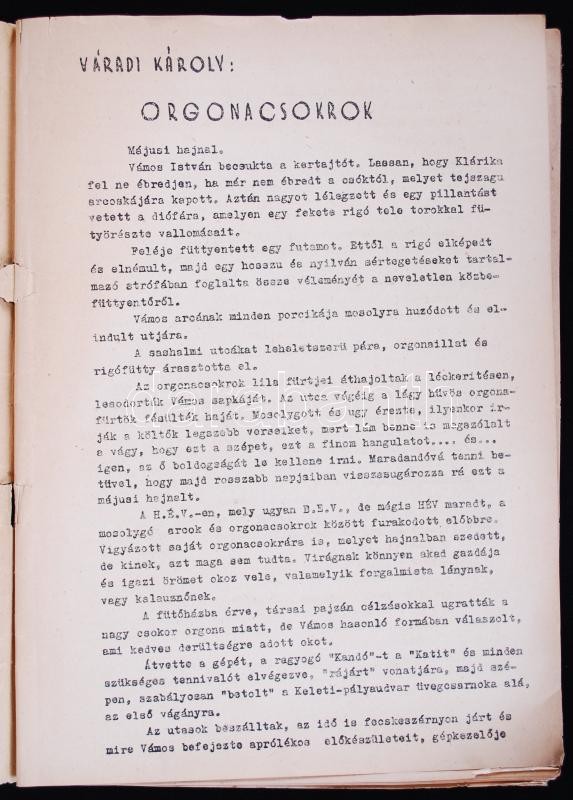 VÁRADI KÁROLY:
ORGONACSOKROK
Májusi hajnal.
Vámos István becsukta a kertajtót. Lassan, hogy Klárika
fel ne ébredjen, ha már nem ébredt a csóktól, melyet tejszagu
arcoskájára kapott. Aztán nagyot lélegzett és egy pillantást
vetett a diófára, amelyen egy fekete rigó tele torokkal fü-
työrészte vallomásait.
Feléje füttyentett egy futamot. Ettől a rigó elképedt
és elnémult, majd egy hosszu és nyilván sértegetéseket tartal-
mazó strófában foglalta össze véleményét a neveletlen közbe-
füttyentőről.
Vámos arcának minden porcikája mosolyra huzódott és el-
indult utjára.
A sashalmi utcákat leheletszerü pára, orgonaillat és
rigófütty árasztotta el.
Az orgonacsokrok lila fürtjei áthajoltak a léckeritésen,
lesodorták Vámos sapkáját. Az utca végéig a lágy hüvös orgona-
fürtök fésülték haját. Mosolygott és ugy érezte, ilyenkor ir-
ják a költők legszebb verseiket, mert lám benne is megszólalt
a vágy, hogy ezt a szépet, ezt a finom hangulatot.... és...
igen, az ő boldogságát le kellene irni. Maradandóvá tenni be-
tüvel, hogy majd rosszabb napjaiban visszasugározza rá ezt a
májusi hajnalt.
A H.É.V.-en, mely ugyan B.E.V., de mégis HÉV maradt, a
mosolygó arcok és orgonacsokrok között furakodott előbbre.
Vigyázott saját orgonacsokrára is, melyet hajnalban szedett,
de kinek, azt maga sem tudta. Virágnak könnyen akad gazdája
és igazi örömet okoz vele, valamelyik forgalmista lánynak,
vagy kalauznőnek.
A fütőházba érve, társai pajzán célzásokkal ugratták a
nagy csokor orgona miatt, de Vámos hasonló formában válaszolt,
ami kedves derültségre adott okot.
Átvette a gépét, a ragyogó "Kandó"-t a "Katit" és minden
szükséges tennivalót elvégezve, "rájárt" vonatjára, majd szé-
pen, szabályosan "betolt" a Keleti-pályaudvar üvegcsarnoka alá,
az első vágányra.
Az utasok beszálltak, az idő is fecskeszárnyon járt és
mire Vámos befejezte aprólékos előkészületeit, gépkezelője